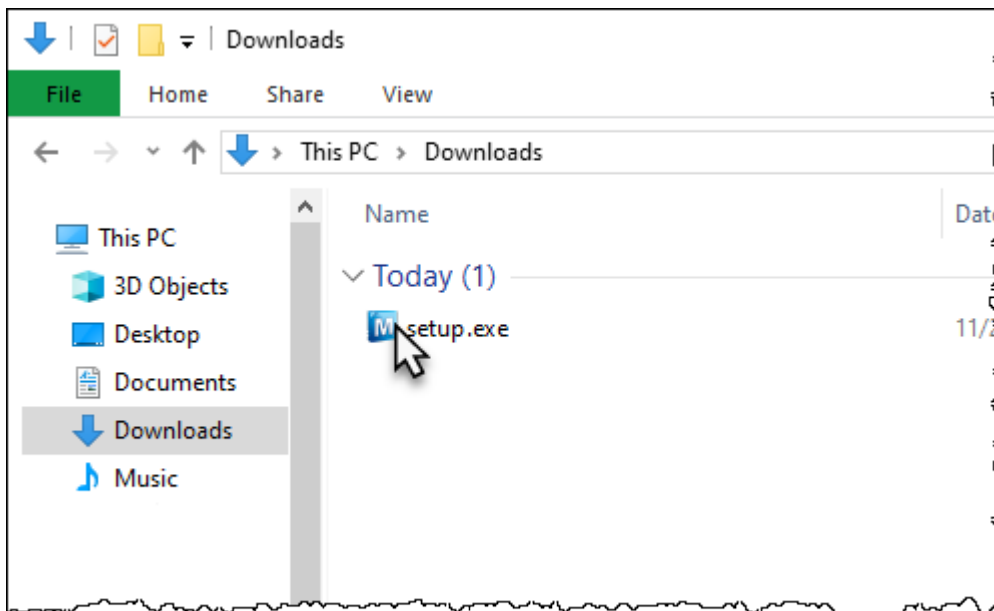 Downloads
File Home Share View
This PC > Downloads
Name
This PC
3D Objects
Desktop
Documents
Downloads
Music
Today (1)
M setup.exe